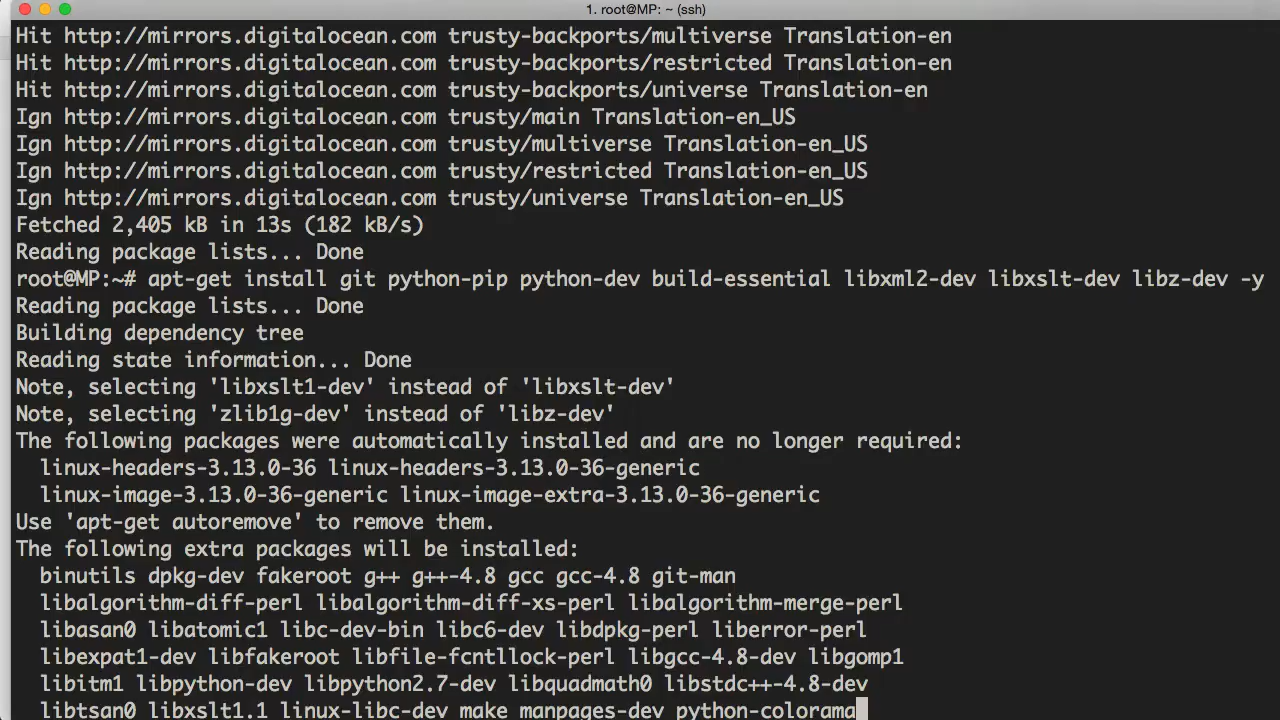 1. root@MP: ~ (ssh)
Hit http://mirrors.digitalocean.com trusty-backports/multiverse Translation-en
Hit http://mirrors.digitalocean.com trusty-backports/restricted Translation-en
Hit http://mirrors.digitalocean.com trusty-backports/universe Translation-en
Ign http://mirrors.digitalocean.com trusty/main Translation-en_US
Ign http://mirrors.digitalocean.com trusty/multiverse Translation-en_US
Ign http://mirrors.digitalocean.com trusty/restricted Translation-en_US
Ign http://mirrors.digitalocean.com trusty/universe Translation-en_US
Fetched 2,405 kB in 13s (182 kB/s)
Reading package lists... Done
root@MP:~# apt-get install git python-pip python-dev build-essential libxml2-dev libxslt-dev libz-dev -y
Reading package lists... Done
Building dependency tree
Reading state information... Done
Note, selecting 'libxslt1-dev' instead of 'libxslt-dev'
Note, selecting 'zlib1g-dev' instead of 'libz-dev'
The following packages were automatically installed and are no longer required:
  linux-headers-3.13.0-36 linux-headers-3.13.0-36-generic
  linux-image-3.13.0-36-generic linux-image-extra-3.13.0-36-generic
Use 'apt-get autoremove' to remove them.
The following extra packages will be installed:
  binutils dpkg-dev fakeroot g++ g++-4.8 gcc gcc-4.8 git-man
  libalgorithm-diff-perl libalgorithm-diff-xs-perl libalgorithm-merge-perl
  libasan0 libatomic1 libc-dev-bin libc6-dev libdpkg-perl liberror-perl
  libexpat1-dev libfakeroot libfile-fcntllock-perl libgcc-4.8-dev libgomp1
  libitm1 libpython-dev libpython2.7-dev libquadmath0 libstdc++-4.8-dev
  libtsan0 libxslt1.1 linux-libc-dev make manpages-dev python-colorama